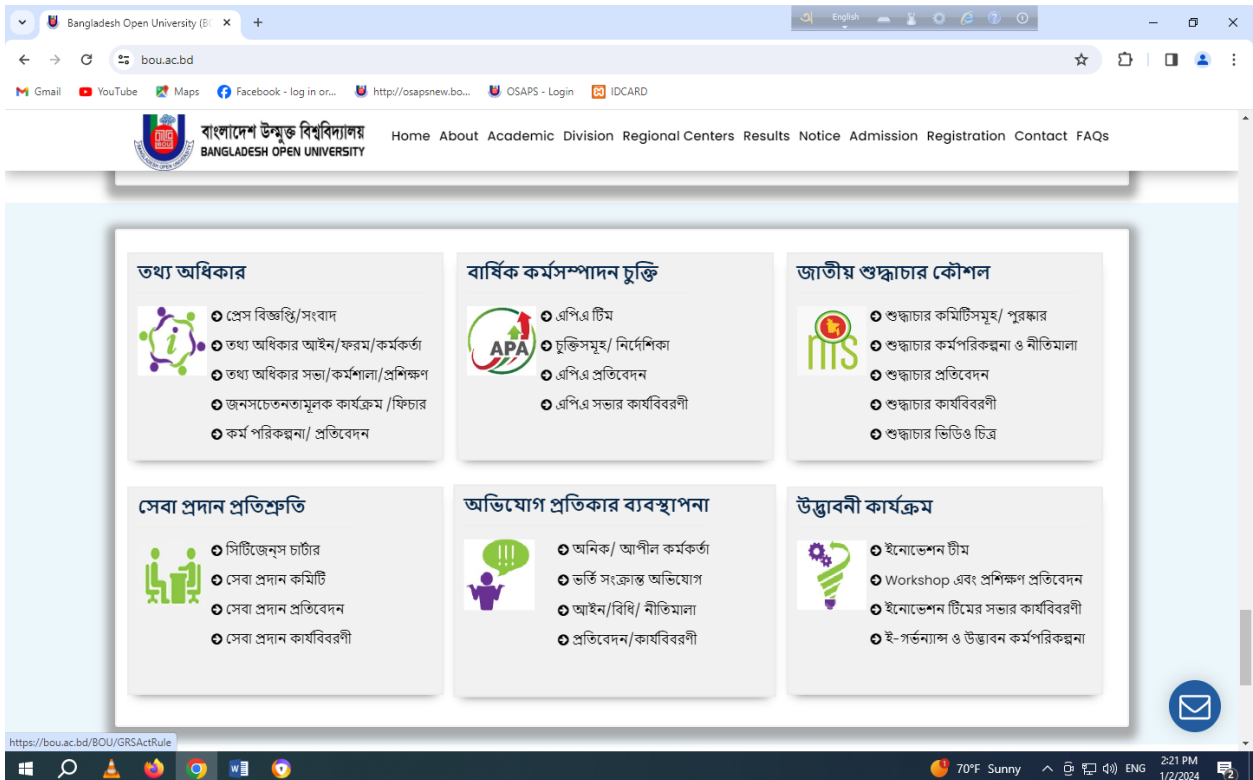 Bangladesh Open University (BO
English
bou.ac.bd
Gmail YouTube Maps Facebook - log in or... http://osapsnew.bo... OSAPS - Login IDCARD
বাংলাদেশ উন্মুক্ত বিশ্ববিদ্যালয়
BANGLADESH OPEN UNIVERSITY
Home About Academic Division Regional Centers Results Notice Admission Registration Contact FAQs
তথ্য অধিকার
প্রেস বিজ্ঞপ্তি/সংবাদ
তথ্য অধিকার আইন/ফরম/কর্মকর্তা
তথ্য অধিকার সভা/কর্মশালা/প্রশিক্ষণ
জনসচেতনতামূলক কার্যক্রম /ফিচার
কর্ম পরিকল্পনা/ প্রতিবেদন
বার্ষিক কর্মসম্পাদন চুক্তি
APA
এপিএ টিম
চুক্তিসমূহ/ নির্দেশিকা
এপিএ প্রতিবেদন
এপিএ সভার কার্যবিবরণী
জাতীয় শুদ্ধাচার কৌশল
শুদ্ধাচার কমিটিসমূহ/ পুরষ্কার
শুদ্ধাচার কর্মপরিকল্পনা ও নীতিমালা
শুদ্ধাচার প্রতিবেদন
শুদ্ধাচার কার্যবিবরণী
শুদ্ধাচার ভিডিও চিত্র
সেবা প্রদান প্রতিশ্রুতি
সিটিজেন্‌স চার্টার
সেবা প্রদান কমিটি
সেবা প্রদান প্রতিবেদন
সেবা প্রদান কার্যবিবরণী
অভিযোগ প্রতিকার ব্যবস্থাপনা
অনিক/ আপীল কর্মকর্তা
ভর্তি সংক্রান্ত অভিযোগ
আইন/বিধি/ নীতিমালা
প্রতিবেদন/কার্যবিবরণী
উদ্ভাবনী কার্যক্রম
ইনোভেশন টীম
Workshop এবং প্রশিক্ষণ প্রতিবেদন
ইনোভেশন টিমের সভার কার্যবিবরণী
ই-গর্ভন্যান্স ও উদ্ভাবন কর্মপরিকল্পনা
https://bou.ac.bd/BOU/GRSActRule
70°F Sunny ENG 2:21 PM
1/2/2024